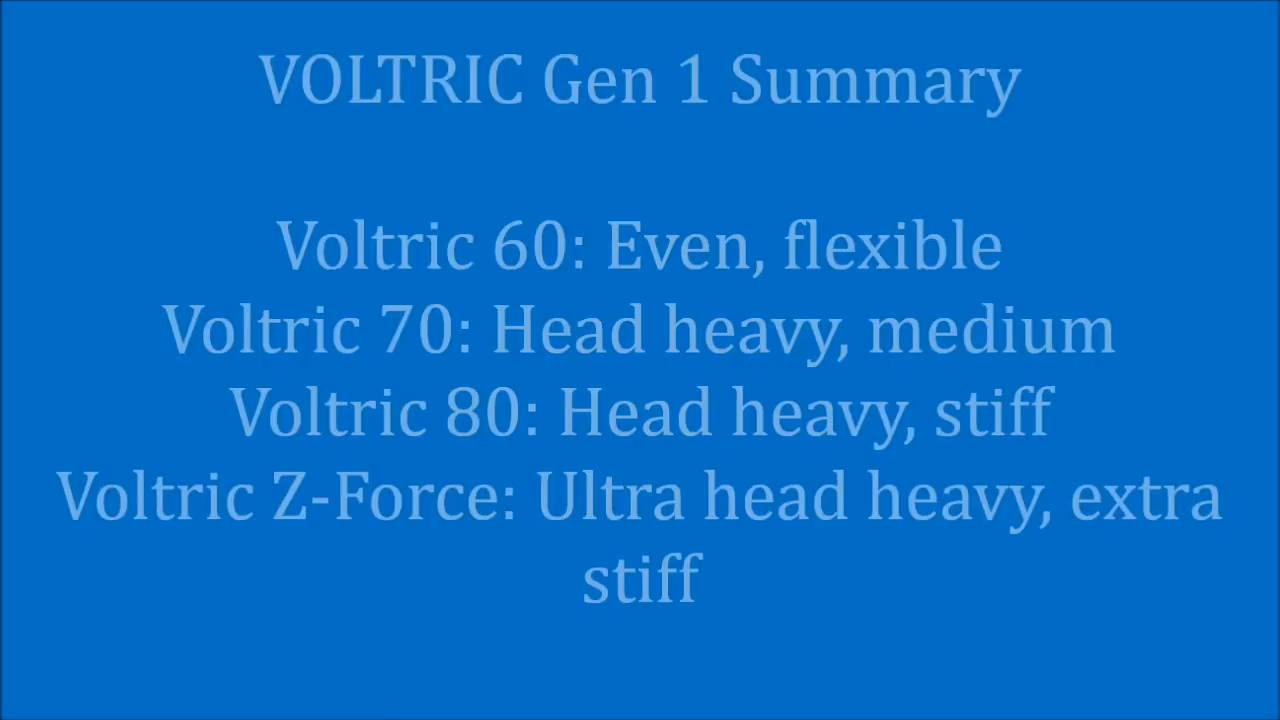 VOLTRIC Gen 1 Summary
Voltric 60: Even, flexible
Voltric 70: Head heavy, medium
Voltric 80: Head heavy, stiff
Voltric Z-Force: Ultra head heavy, extra
stiff